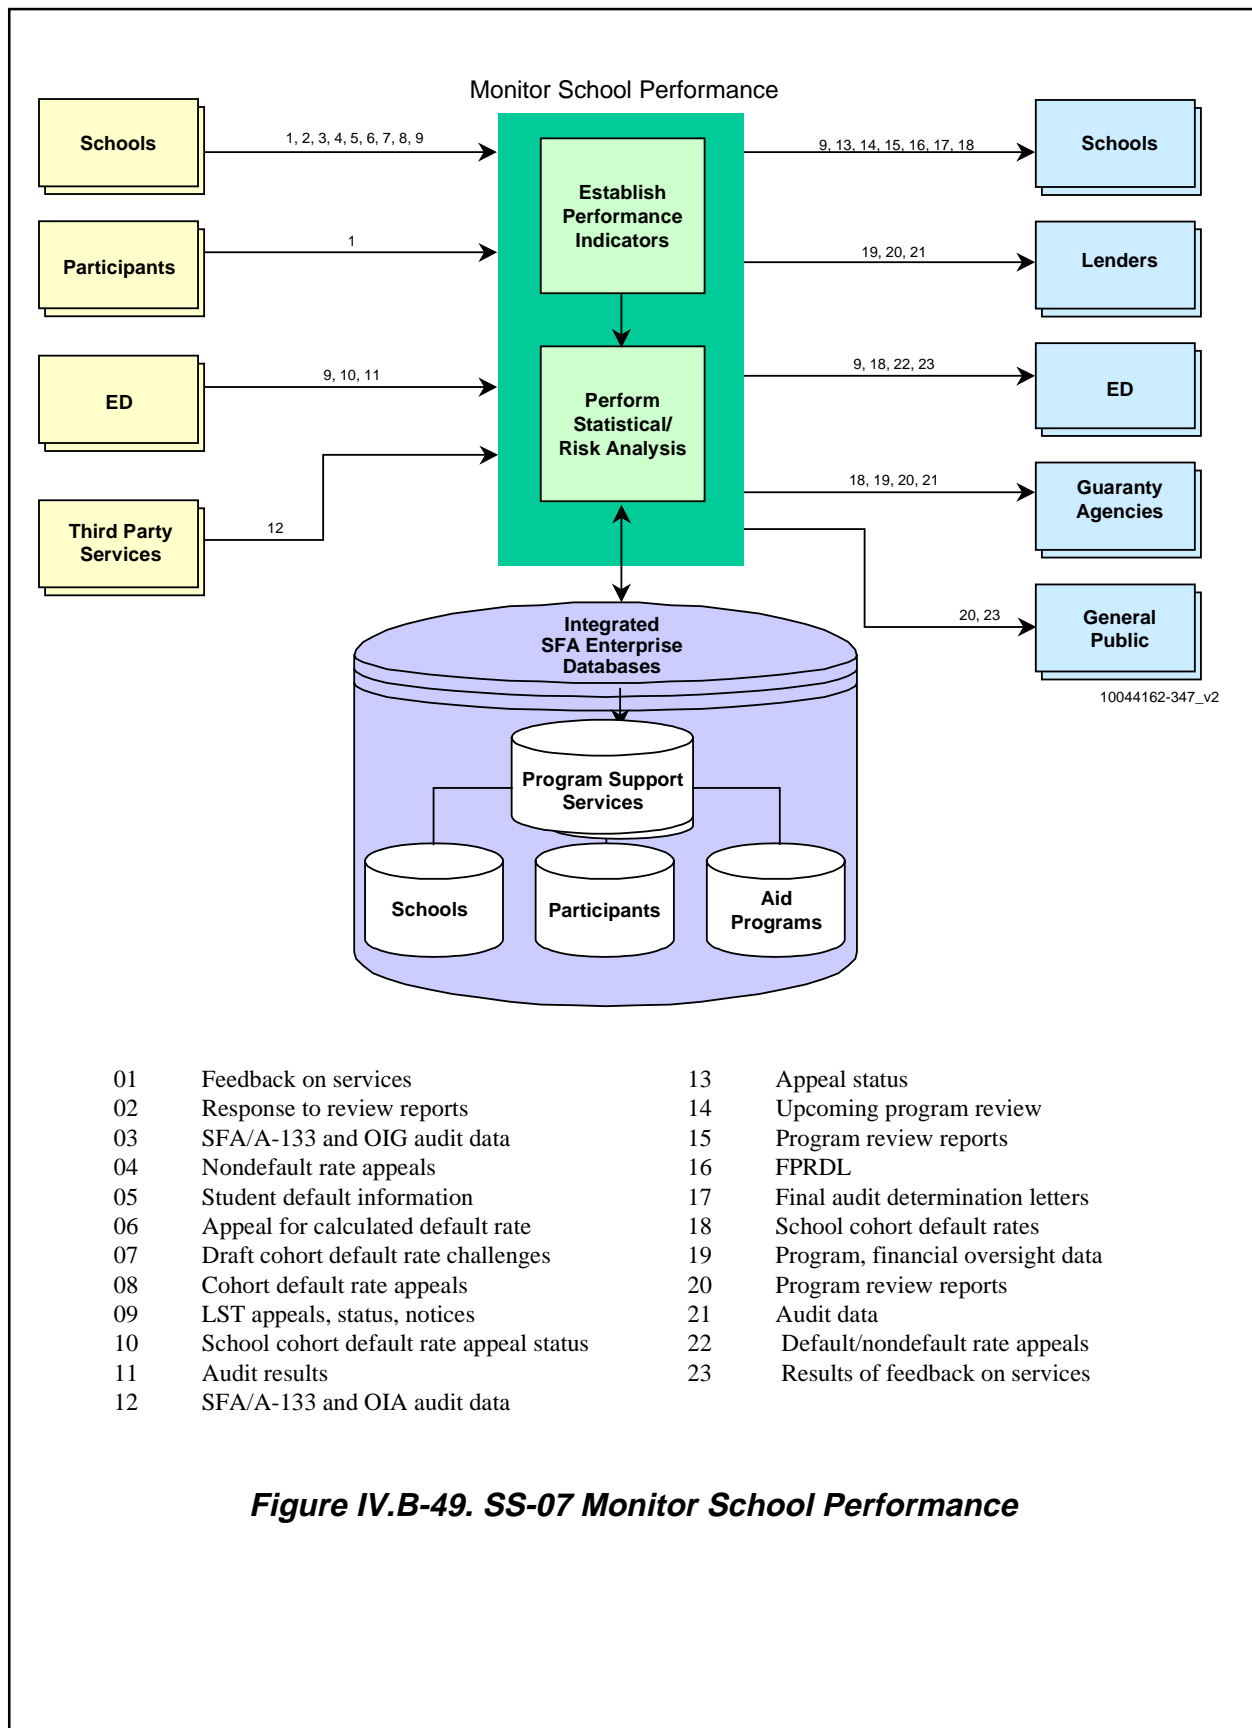 Monitor School Performance
Schools
1, 2, 3, 4, 5, 6, 7, 8, 9
Participants
1
ED
9, 10, 11
Third Party
Services
12
Establish
Performance
Indicators
Perform
Statistical/
Risk Analysis
9, 13, 14, 15, 16, 17, 18
Schools
19, 20, 21
Lenders
9, 18, 22, 23
ED
18, 19, 20, 21
Guaranty
Agencies
20, 23
General
Public
10044162-347_v2
Integrated
SFA Enterprise
Databases
Program Support
Services
Schools
Participants
Aid
Programs
01 Feedback on services
02 Response to review reports
03 SFA/A-133 and OIG audit data
04 Nondefault rate appeals
05 Student default information
06 Appeal for calculated default rate
07 Draft cohort default rate challenges
08 Cohort default rate appeals
09 LST appeals, status, notices
10 School cohort default rate appeal status
11 Audit results
12 SFA/A-133 and OIA audit data
13 Appeal status
14 Upcoming program review
15 Program review reports
16 FPRDL
17 Final audit determination letters
18 School cohort default rates
19 Program, financial oversight data
20 Program review reports
21 Audit data
22 Default/nondefault rate appeals
23 Results of feedback on services
Figure IV.B-49. SS-07 Monitor School Performance